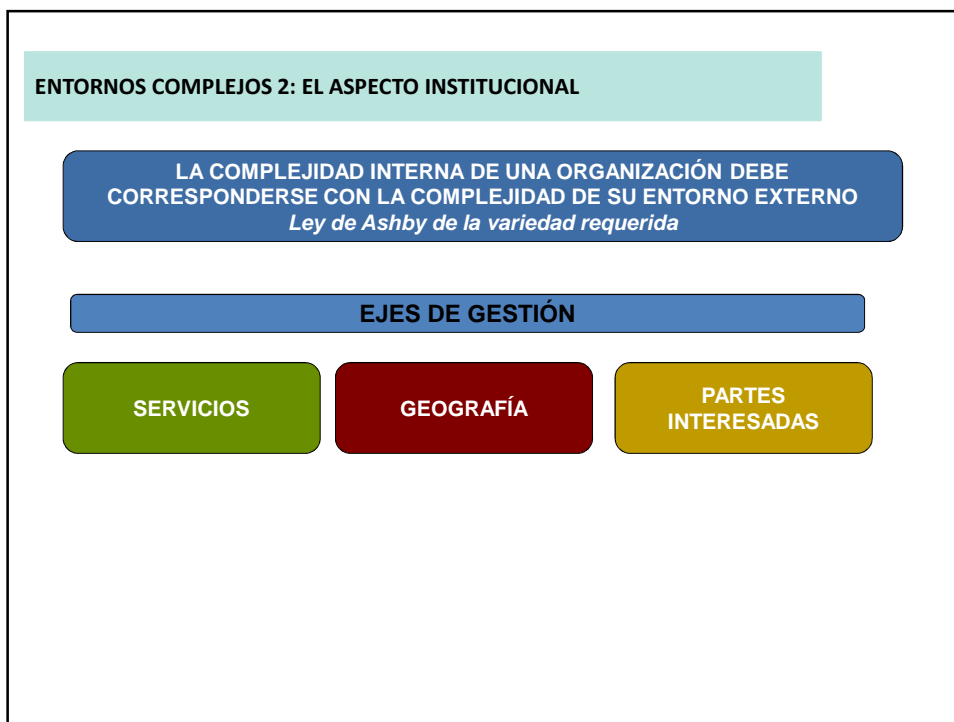 ENTORNOS COMPLEJOS 2: EL ASPECTO INSTITUCIONAL
LA COMPLEJIDAD INTERNA DE UNA ORGANIZACIÓN DEBE
CORRESPONDERSE CON LA COMPLEJIDAD DE SU ENTORNO EXTERNO
Ley de Ashby de la variedad requerida
EJES DE GESTIÓN
SERVICIOS
GEOGRAFÍA
PARTES
INTERESADAS